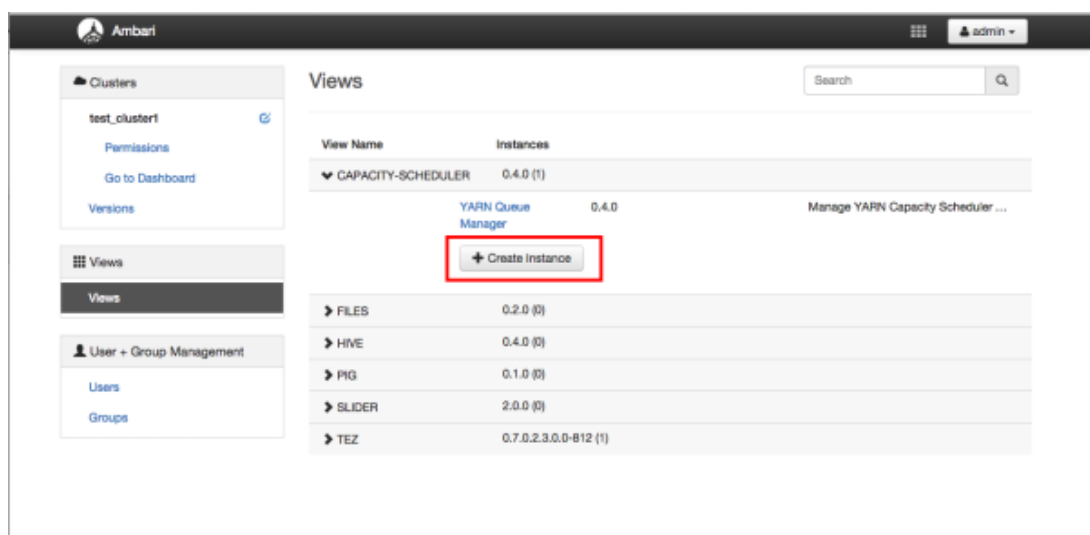 Ambari
admin
Clusters
test_cluster1
Permissions
Go to Dashboard
Versions
Views
Views
User + Group Management
Users
Groups
Views
Search
View Name Instances
CAPACITY-SCHEDULER 0.4.0 (1)
YARN Queue 0.4.0 Manage YARN Capacity Scheduler ...
Manager
+ Create Instance
FILES 0.2.0 (0)
HIVE 0.4.0 (0)
PIG 0.1.0 (0)
SLIDER 2.0.0 (0)
TEZ 0.7.0.2.3.0.0-812 (1)